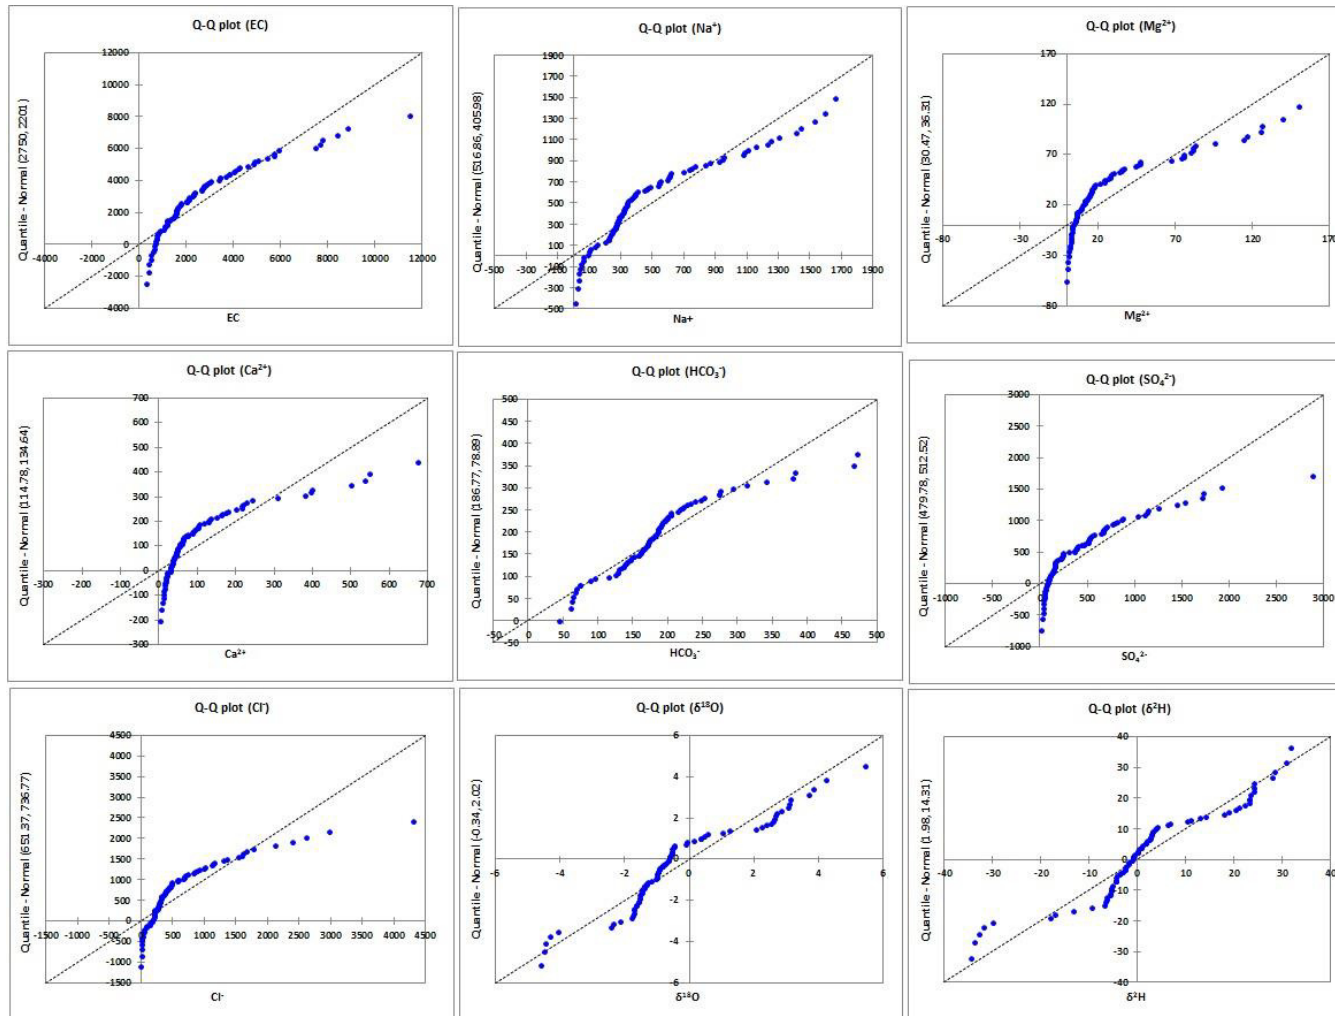 Q-Q plot (EC)
Quantile - Normal (2750, 2201)
12000
10000
8000
6000
4000
2000
0
-2000
-4000
-4000 -2000 0 2000 4000 6000 8000 10000 12000
EC
Q-Q plot (Na⁺)
Quantile - Normal (516.86, 405.98)
1900
1700
1500
1300
1100
900
700
500
300
100
-100
-300
-500
-500 -300 -100 100 300 500 700 900 1100 1300 1500 1700 1900
Na+
Q-Q plot (Mg²⁺)
Quantile - Normal (30.47, 36.31)
170
120
70
20
-30
-80
-80 -30 20 70 120 170
Mg²⁺
Q-Q plot (Ca²⁺)
Quantile - Normal (114.78, 134.64)
700
600
500
400
300
200
100
0
-100
-200
-300
-300 -200 -100 0 100 200 300 400 500 600 700
Ca²⁺
Q-Q plot (HCO₃⁻)
Quantile - Normal (186.77, 78.89)
500
450
400
350
300
250
200
150
100
50
0
-50
-50 0 50 100 150 200 250 300 350 400 450 500
HCO₃⁻
Q-Q plot (SO₄²⁻)
Quantile - Normal (479.78, 512.52)
3000
2500
2000
1500
1000
500
0
-500
-1000
-1000 -500 0 500 1000 1500 2000 2500 3000
SO₄²⁻
Q-Q plot (Cl⁻)
Quantile - Normal (651.37, 736.77)
4500
4000
3500
3000
2500
2000
1500
1000
500
0
-500
-1000
-1500
-1500 -1000 -500 0 500 1000 1500 2000 2500 3000 3500 4000 4500
Cl⁻
Q-Q plot (δ¹⁸O)
Quantile - Normal (-0.34, 2.02)
6
4
2
0
-2
-4
-6
-6 -4 -2 0 2 4 6
δ¹⁸O
Q-Q plot (δ²H)
Quantile - Normal (1.98, 14.31)
40
30
20
10
0
-10
-20
-30
-40
-40 -30 -20 -10 0 10 20 30 40
δ²H